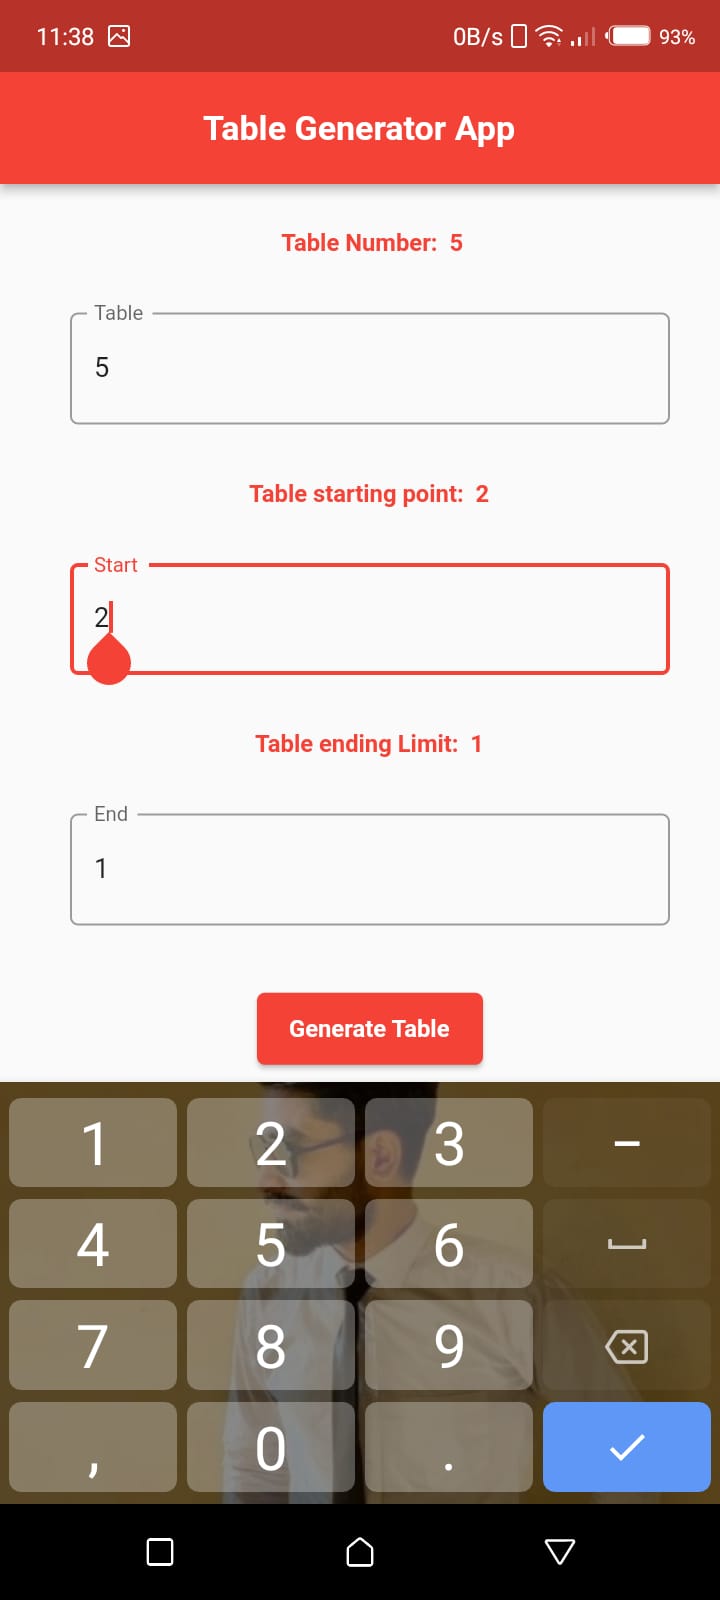 11:38 0B/s 93%
Table Generator App
Table Number: 5
Table
5
Table starting point: 2
Start
2
Table ending Limit: 1
End
1
Generate Table
1 2 3 –
4 5 6
7 8 9
, 0 .